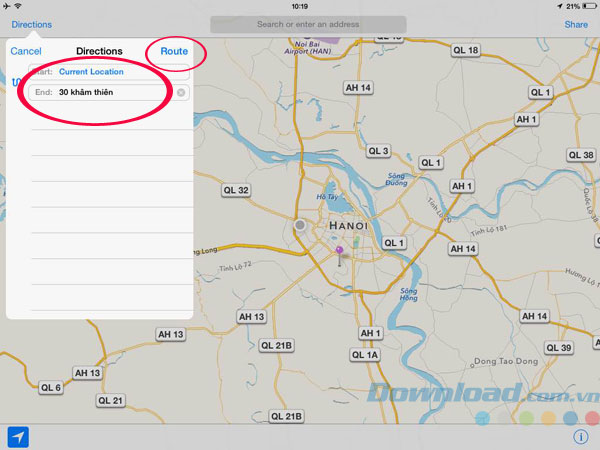 10:19
21%
Directions
Search or enter an address
Share
Cancel
Directions
Route
Start: Current Location
End: 30 khâm thiên
Noi Bai
Airport (HAN)
QL 18
QL 18
AH 14
QL 1
AH 1
QL 3
QL 38
QL 1
Sông
Đuông
AH 1
QL 32
Hồ Tây
Tỉnh Lộ 181
HANOI
QL 1
AH 14
Long
Tỉnh Lộ 72
Sông
Hồng
AH 14
AH 13
AH 13
AH 1
QL 21B
QL 1A
QL 39
AH 13
Dong Tao Dong
QL 6
QL 21
QL 21B
Download.com.vn